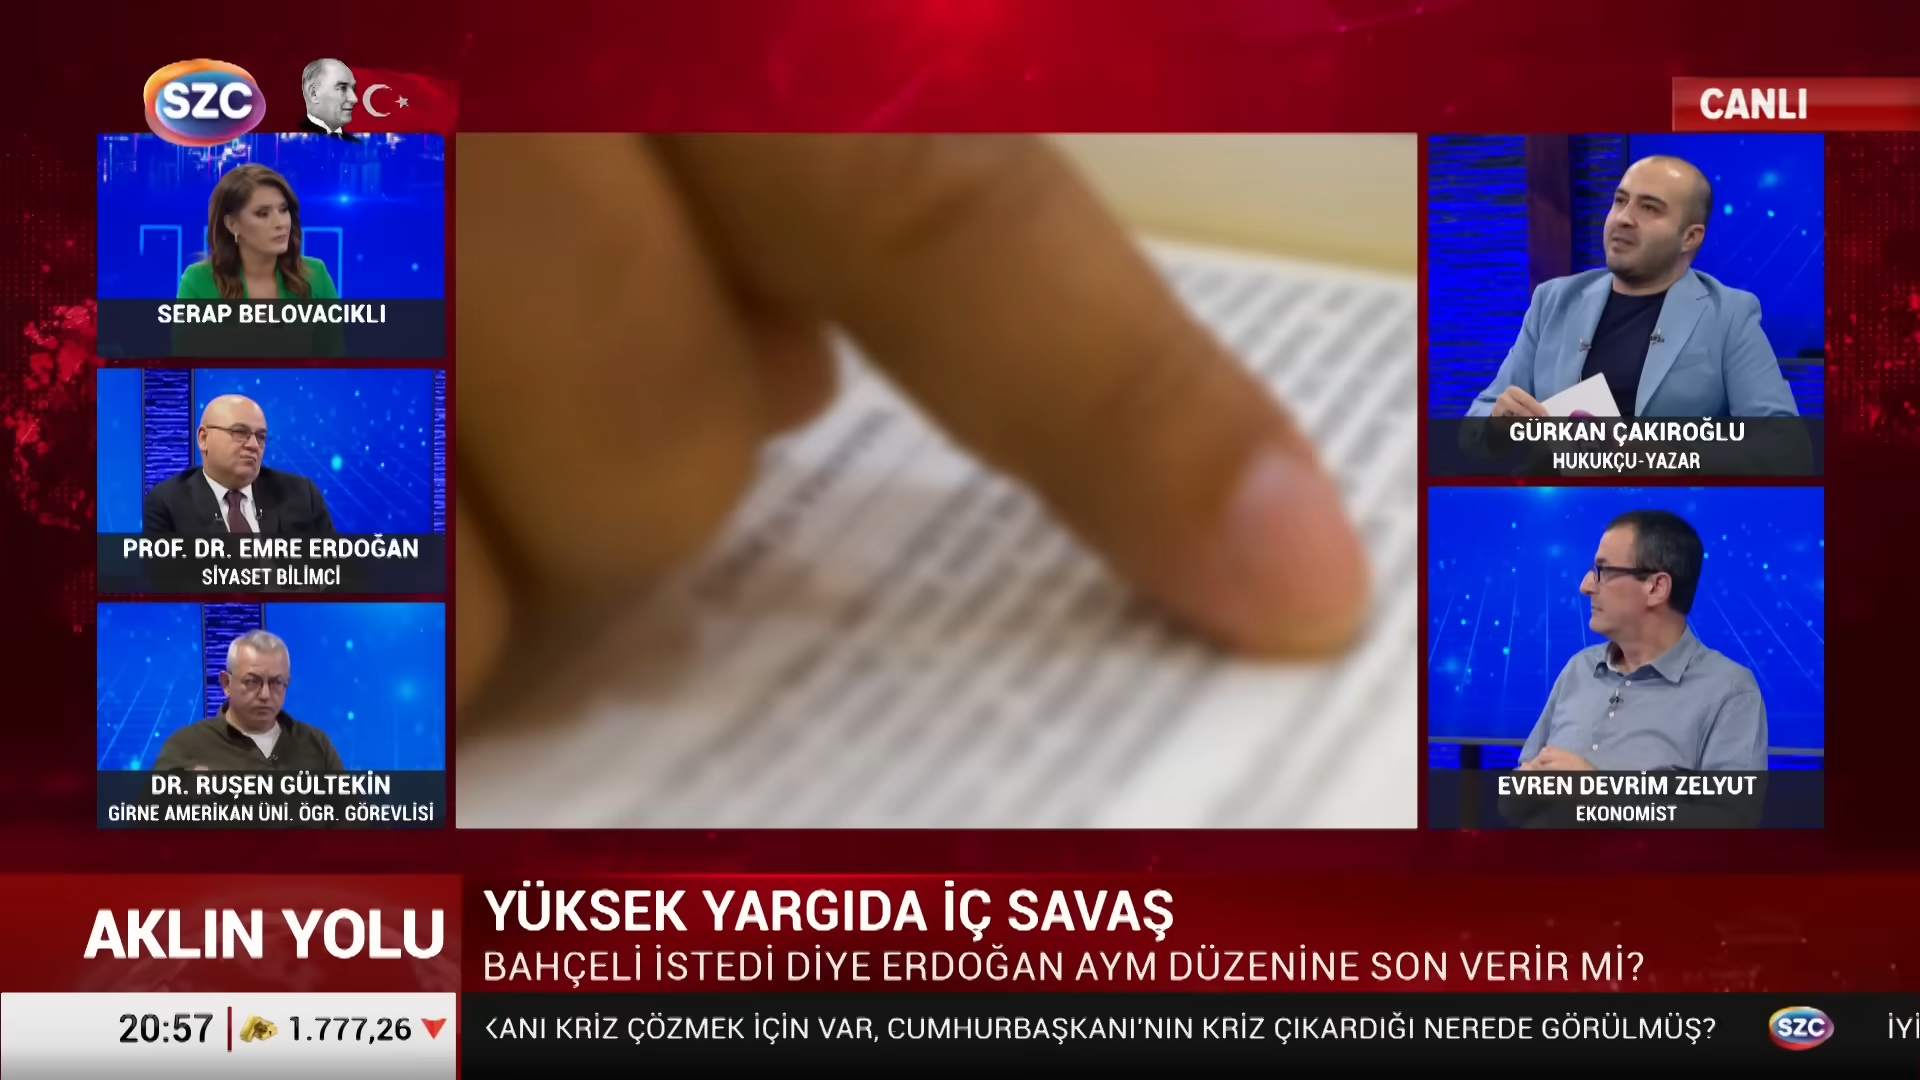 SZC
CANLI
SERAP BELOVACIKLI
PROF. DR. EMRE ERDOĞAN
SİYASET BİLİMCİ
DR. RUŞEN GÜLTEKİN
GİRNE AMERİKAN ÜNİ. ÖGR. GÖREVLİSİ
GÜRKAN ÇAKIROĞLU
HUKUKÇU-YAZAR
EVREN DEVRİM ZELYUT
EKONOMİST
AKLIN YOLU
YÜKSEK YARGIDA İÇ SAVAŞ
BAHÇELİ İSTEDİ DİYE ERDOĞAN AYM DÜZENİNE SON VERİR Mİ?
20:57 1.777,26
KANI KRİZ ÇÖZMEK İÇİN VAR, CUMHURBAŞKANI'NIN KRİZ ÇIKARDIĞI NEREDE GÖRÜLMÜŞ? SZC İYİ